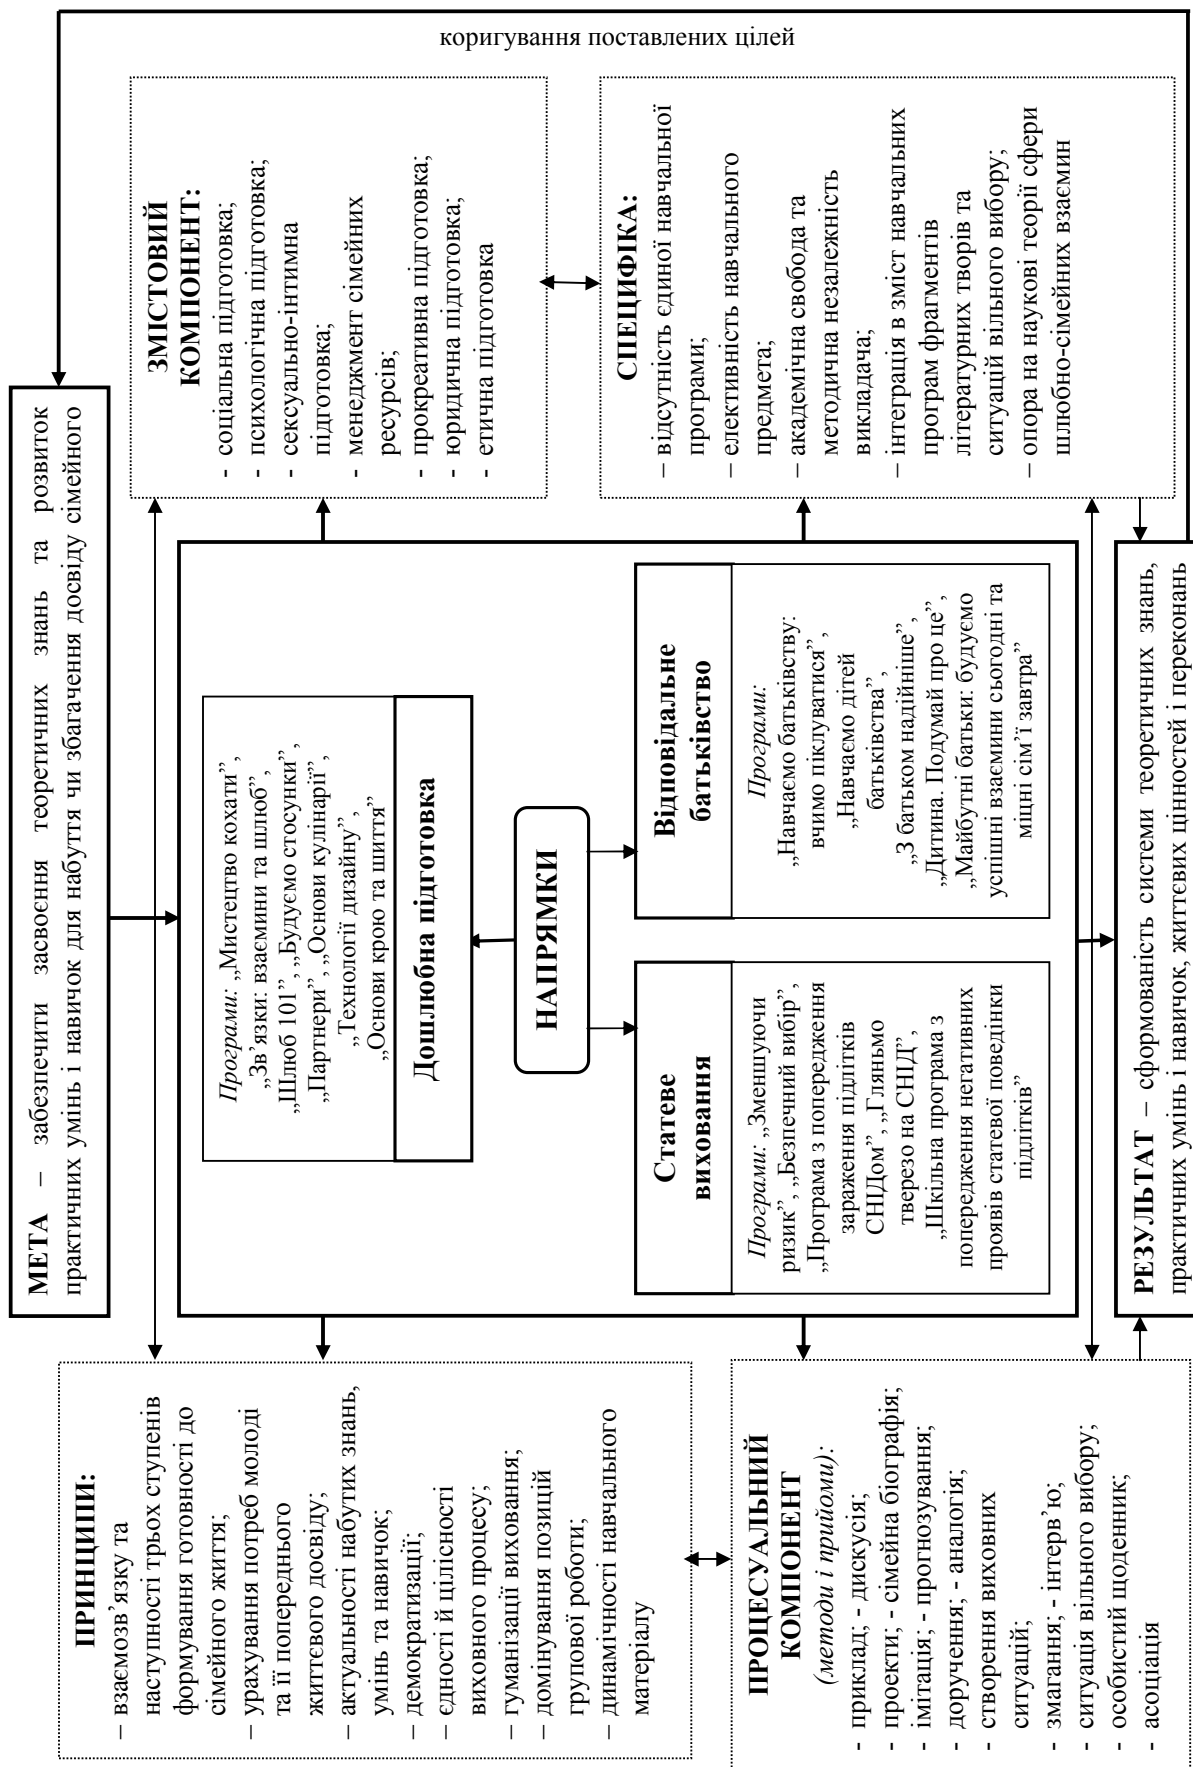 коригування поставлених цілей
МЕТА – забезпечити засвоєння теоретичних знань та розвиток
практичних умінь і навичок для набуття чи збагачення досвіду сімейного
ПРИНЦИПИ:
– взаємозв’язку та
наступності трьох ступенів
формування готовності до
сімейного життя;
– урахування потреб молоді
та її попереднього
життєвого досвіду;
– актуальності набутих знань,
умінь та навичок;
– демократизації;
– єдності й цілісності
виховного процесу;
– гуманізації виховання;
– домінування позицій
групової роботи;
– динамічності навчального
матеріалу
Програми: „Мистецтво кохати”,
„Зв’язки: взаємини та шлюб”,
„Шлюб 101”, „Будуємо стосунки”,
„Партнери”, „Основи кулінарії”,
„Технології дизайну”,
„Основи крою та шиття”
Дошлюбна підготовка
НАПРЯМКИ
Статеве
виховання
Програми: „Зменшуючи
ризик”, „Безпечний вибір”,
„Програма з попередження
зараження підлітків
СНІДом”, „Гляньмо
тверезо на СНІД”,
„Шкільна програма з
попередження негативних
проявів статевої поведінки
підлітків”
Відповідальне
батьківство
Програми:
„Навчаємо батьківству:
вчимо піклуватися”,
„Навчаємо дітей
батьківства”,
„З батьком надійніше”,
„Дитина. Подумай про це”,
„Майбутні батьки: будуємо
успішні взаємини сьогодні та
міцні сім’ї завтра”
ЗМІСТОВИЙ
КОМПОНЕНТ:
- соціальна підготовка;
- психологічна підготовка;
- сексуально-інтимна
підготовка;
- менеджмент сімейних
ресурсів;
- прокреативна підготовка;
- юридична підготовка;
- етична підготовка
ПРОЦЕСУАЛЬНИЙ
КОМПОНЕНТ
(методи і прийоми):
- приклад; - дискусія;
- проекти; - сімейна біографія;
- імітація; - прогнозування;
- доручення; - аналогія;
- створення виховних
ситуацій;
- змагання; - інтерв’ю;
- ситуація вільного вибору;
- особистий щоденник;
- асоціація
СПЕЦИФІКА:
– відсутність єдиної навчальної
програми;
– елективність навчального
предмета;
– академічна свобода та
методична незалежність
викладача;
– інтеграція в зміст навчальних
програм фрагментів
літературних творів та
ситуацій вільного вибору;
– опора на наукові теорії сфери
шлюбно-сімейних взаємин
РЕЗУЛЬТАТ – сформованість системи теоретичних знань,
практичних умінь і навичок, життєвих цінностей і переконань